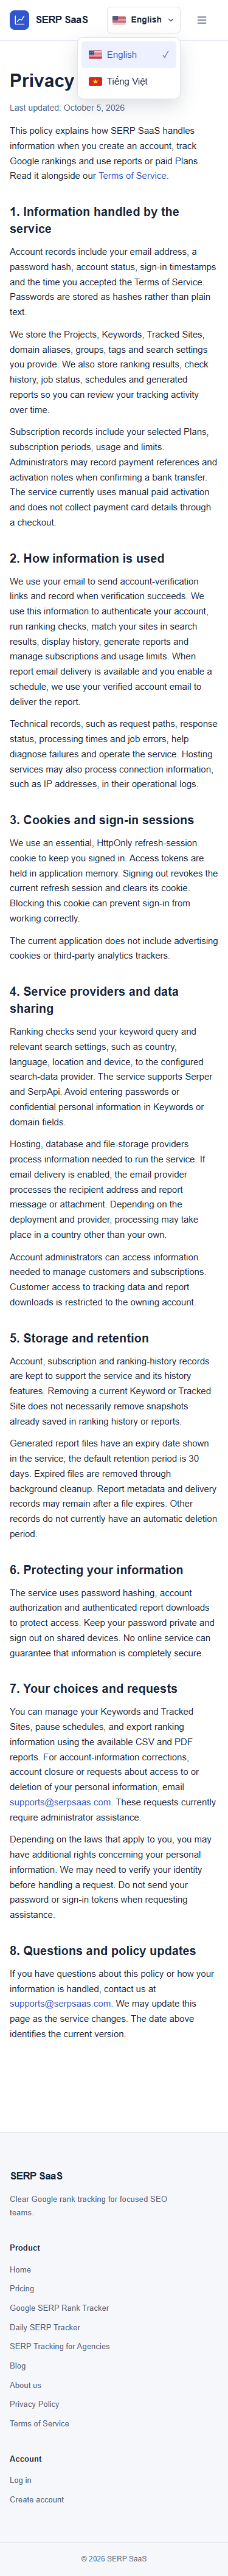 SERP SaaS
English
English
Tiếng Việt
Privacy
Last updated: October 5, 2026
This policy explains how SERP SaaS handles
information when you create an account, track
Google rankings and use reports or paid Plans.
Read it alongside our Terms of Service.
1. Information handled by the
service
Account records include your email address, a
password hash, account status, sign-in timestamps
and the time you accepted the Terms of Service.
Passwords are stored as hashes rather than plain
text.
We store the Projects, Keywords, Tracked Sites,
domain aliases, groups, tags and search settings
you provide. We also store ranking results, check
history, job status, schedules and generated
reports so you can review your tracking activity
over time.
Subscription records include your selected Plans,
subscription periods, usage and limits.
Administrators may record payment references and
activation notes when confirming a bank transfer.
The service currently uses manual paid activation
and does not collect payment card details through
a checkout.
2. How information is used
We use your email to send account-verification
links and record when verification succeeds. We
use this information to authenticate your account,
run ranking checks, match your sites in search
results, display history, generate reports and
manage subscriptions and usage limits. When
report email delivery is available and you enable a
schedule, we use your verified account email to
deliver the report.
Technical records, such as request paths, response
status, processing times and job errors, help
diagnose failures and operate the service. Hosting
services may also process connection information,
such as IP addresses, in their operational logs.
3. Cookies and sign-in sessions
We use an essential, HttpOnly refresh-session
cookie to keep you signed in. Access tokens are
held in application memory. Signing out revokes the
current refresh session and clears its cookie.
Blocking this cookie can prevent sign-in from
working correctly.
The current application does not include advertising
cookies or third-party analytics trackers.
4. Service providers and data
sharing
Ranking checks send your keyword query and
relevant search settings, such as country,
language, location and device, to the configured
search-data provider. The service supports Serper
and SerpApi. Avoid entering passwords or
confidential personal information in Keywords or
domain fields.
Hosting, database and file-storage providers
process information needed to run the service. If
email delivery is enabled, the email provider
processes the recipient address and report
message or attachment. Depending on the
deployment and provider, processing may take
place in a country other than your own.
Account administrators can access information
needed to manage customers and subscriptions.
Customer access to tracking data and report
downloads is restricted to the owning account.
5. Storage and retention
Account, subscription and ranking-history records
are kept to support the service and its history
features. Removing a current Keyword or Tracked
Site does not necessarily remove snapshots
already saved in ranking history or reports.
Generated report files have an expiry date shown
in the service; the default retention period is 30
days. Expired files are removed through
background cleanup. Report metadata and delivery
records may remain after a file expires. Other
records do not currently have an automatic deletion
period.
6. Protecting your information
The service uses password hashing, account
authorization and authenticated report downloads
to protect access. Keep your password private and
sign out on shared devices. No online service can
guarantee that information is completely secure.
7. Your choices and requests
You can manage your Keywords and Tracked
Sites, pause schedules, and export ranking
information using the available CSV and PDF
reports. For account-information corrections,
account closure or requests about access to or
deletion of your personal information, email
supports@serpsaas.com. These requests currently
require administrator assistance.
Depending on the laws that apply to you, you may
have additional rights concerning your personal
information. We may need to verify your identity
before handling a request. Do not send your
password or sign-in tokens when requesting
assistance.
8. Questions and policy updates
If you have questions about this policy or how your
information is handled, contact us at
supports@serpsaas.com. We may update this
page as the service changes. The date above
identifies the current version.
SERP SaaS
Clear Google rank tracking for focused SEO
teams.
Product
Home
Pricing
Google SERP Rank Tracker
Daily SERP Tracker
SERP Tracking for Agencies
Blog
About us
Privacy Policy
Terms of Service
Account
Log in
Create account
© 2026 SERP SaaS